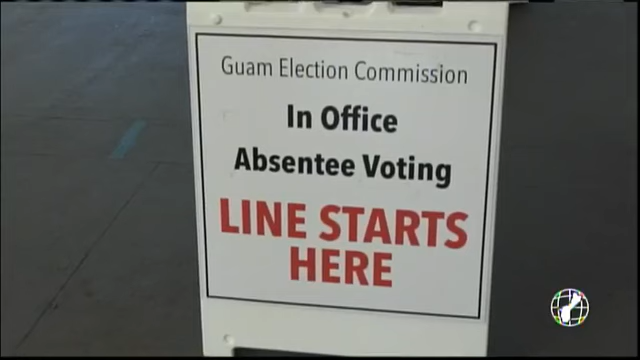 Guam Election Commission
In Office
Absentee Voting
LINE STARTS
HERE